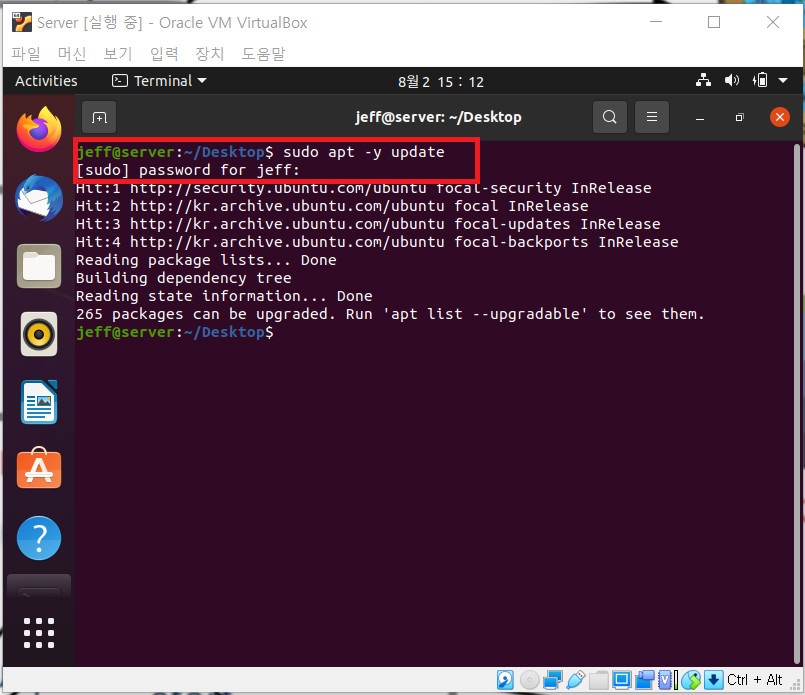 Server [실행 중] - Oracle VM VirtualBox
파일 머신 보기 입력 장치 도움말
Activities Terminal 8월 2 15 : 12
jeff@server: ~/Desktop
jeff@server:~/Desktop$ sudo apt -y update
[sudo] password for jeff:
Hit:1 http://security.ubuntu.com/ubuntu focal-security InRelease
Hit:2 http://kr.archive.ubuntu.com/ubuntu focal InRelease
Hit:3 http://kr.archive.ubuntu.com/ubuntu focal-updates InRelease
Hit:4 http://kr.archive.ubuntu.com/ubuntu focal-backports InRelease
Reading package lists... Done
Building dependency tree
Reading state information... Done
265 packages can be upgraded. Run 'apt list --upgradable' to see them.
jeff@server:~/Desktop$
Ctrl + Alt